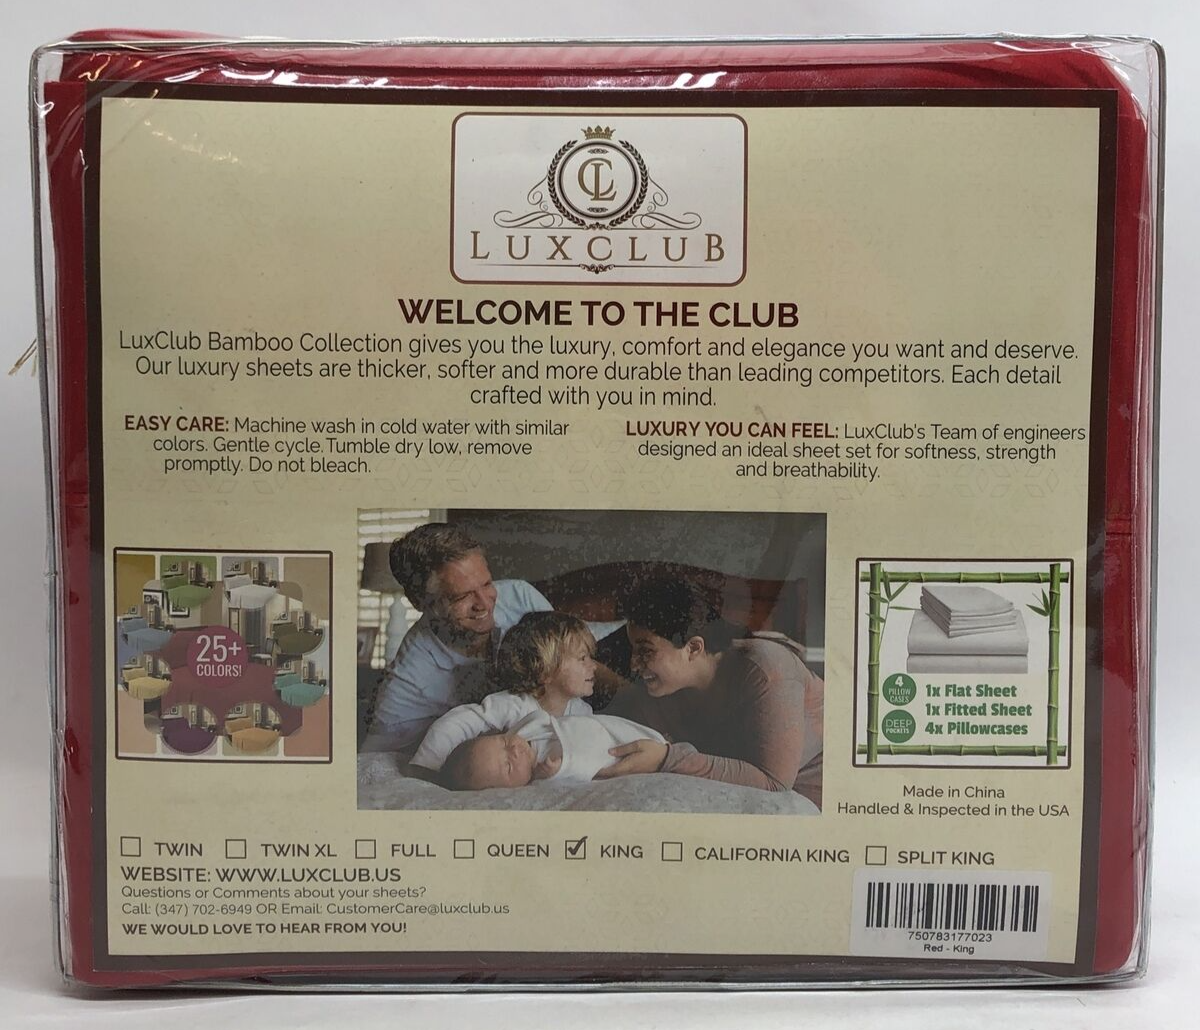 CL
LUXCLUB
WELCOME TO THE CLUB
LuxClub Bamboo Collection gives you the luxury, comfort and elegance you want and deserve.
Our luxury sheets are thicker, softer and more durable than leading competitors. Each detail
crafted with you in mind.
EASY CARE: Machine wash in cold water with similar
colors. Gentle cycle. Tumble dry low, remove
promptly. Do not bleach.
LUXURY YOU CAN FEEL: LuxClub's Team of engineers
designed an ideal sheet set for softness, strength
and breathability.
25+
COLORS!
4
PILLOW
CASES
DEEP
POCKETS
1x Flat Sheet
1x Fitted Sheet
4x Pillowcases
Made in China
Handled & Inspected in the USA
TWIN TWIN XL FULL QUEEN KING CALIFORNIA KING SPLIT KING
WEBSITE: WWW.LUXCLUB.US
Questions or Comments about your sheets?
Call: (347) 702-6949 OR Email: CustomerCare@luxclub.us
WE WOULD LOVE TO HEAR FROM YOU!
750783177023
Red - King